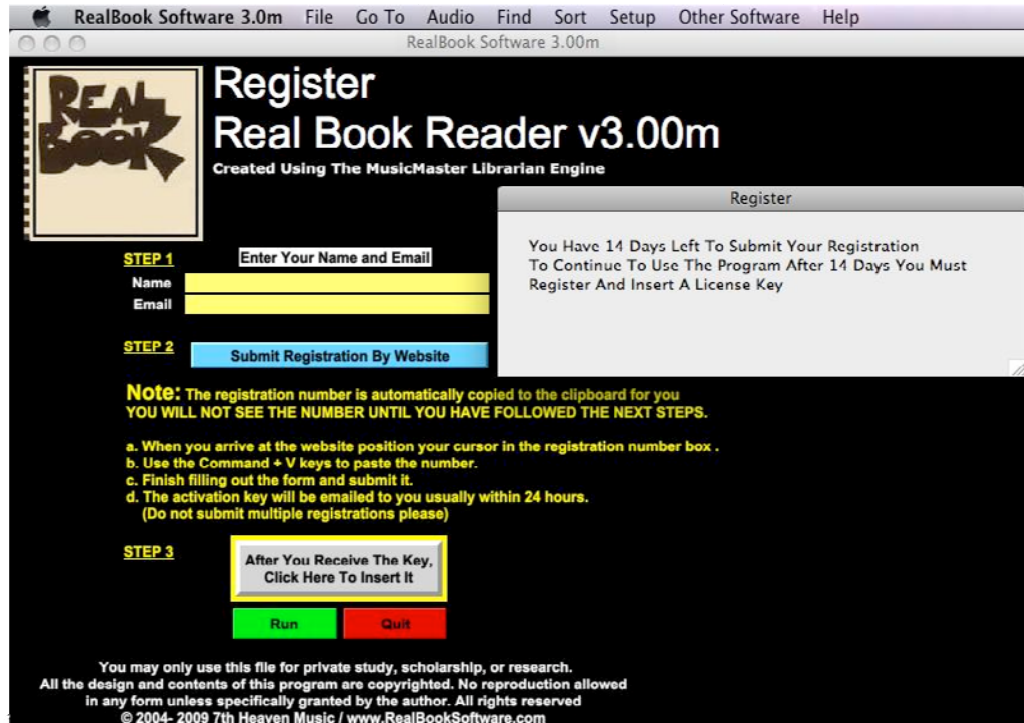 RealBook Software 3.0m File Go To Audio Find Sort Setup Other Software Help
RealBook Software 3.00m
REAL
BOOK
Register
Real Book Reader v3.00m
Created Using The MusicMaster Librarian Engine
Register
You Have 14 Days Left To Submit Your Registration
To Continue To Use The Program After 14 Days You Must
Register And Insert A License Key
STEP 1
Enter Your Name and Email
Name
Email
STEP 2
Submit Registration By Website
Note: The registration number is automatically copied to the clipboard for you
YOU WILL NOT SEE THE NUMBER UNTIL YOU HAVE FOLLOWED THE NEXT STEPS.
a. When you arrive at the website position your cursor in the registration number box .
b. Use the Command + V keys to paste the number.
c. Finish filling out the form and submit it.
d. The activation key will be emailed to you usually within 24 hours.
(Do not submit multiple registrations please)
STEP 3
After You Receive The Key,
Click Here To Insert It
Run
Quit
You may only use this file for private study, scholarship, or research.
All the design and contents of this program are copyrighted. No reproduction allowed
in any form unless specifically granted by the author. All rights reserved
© 2004- 2009 7th Heaven Music / www.RealBookSoftware.com